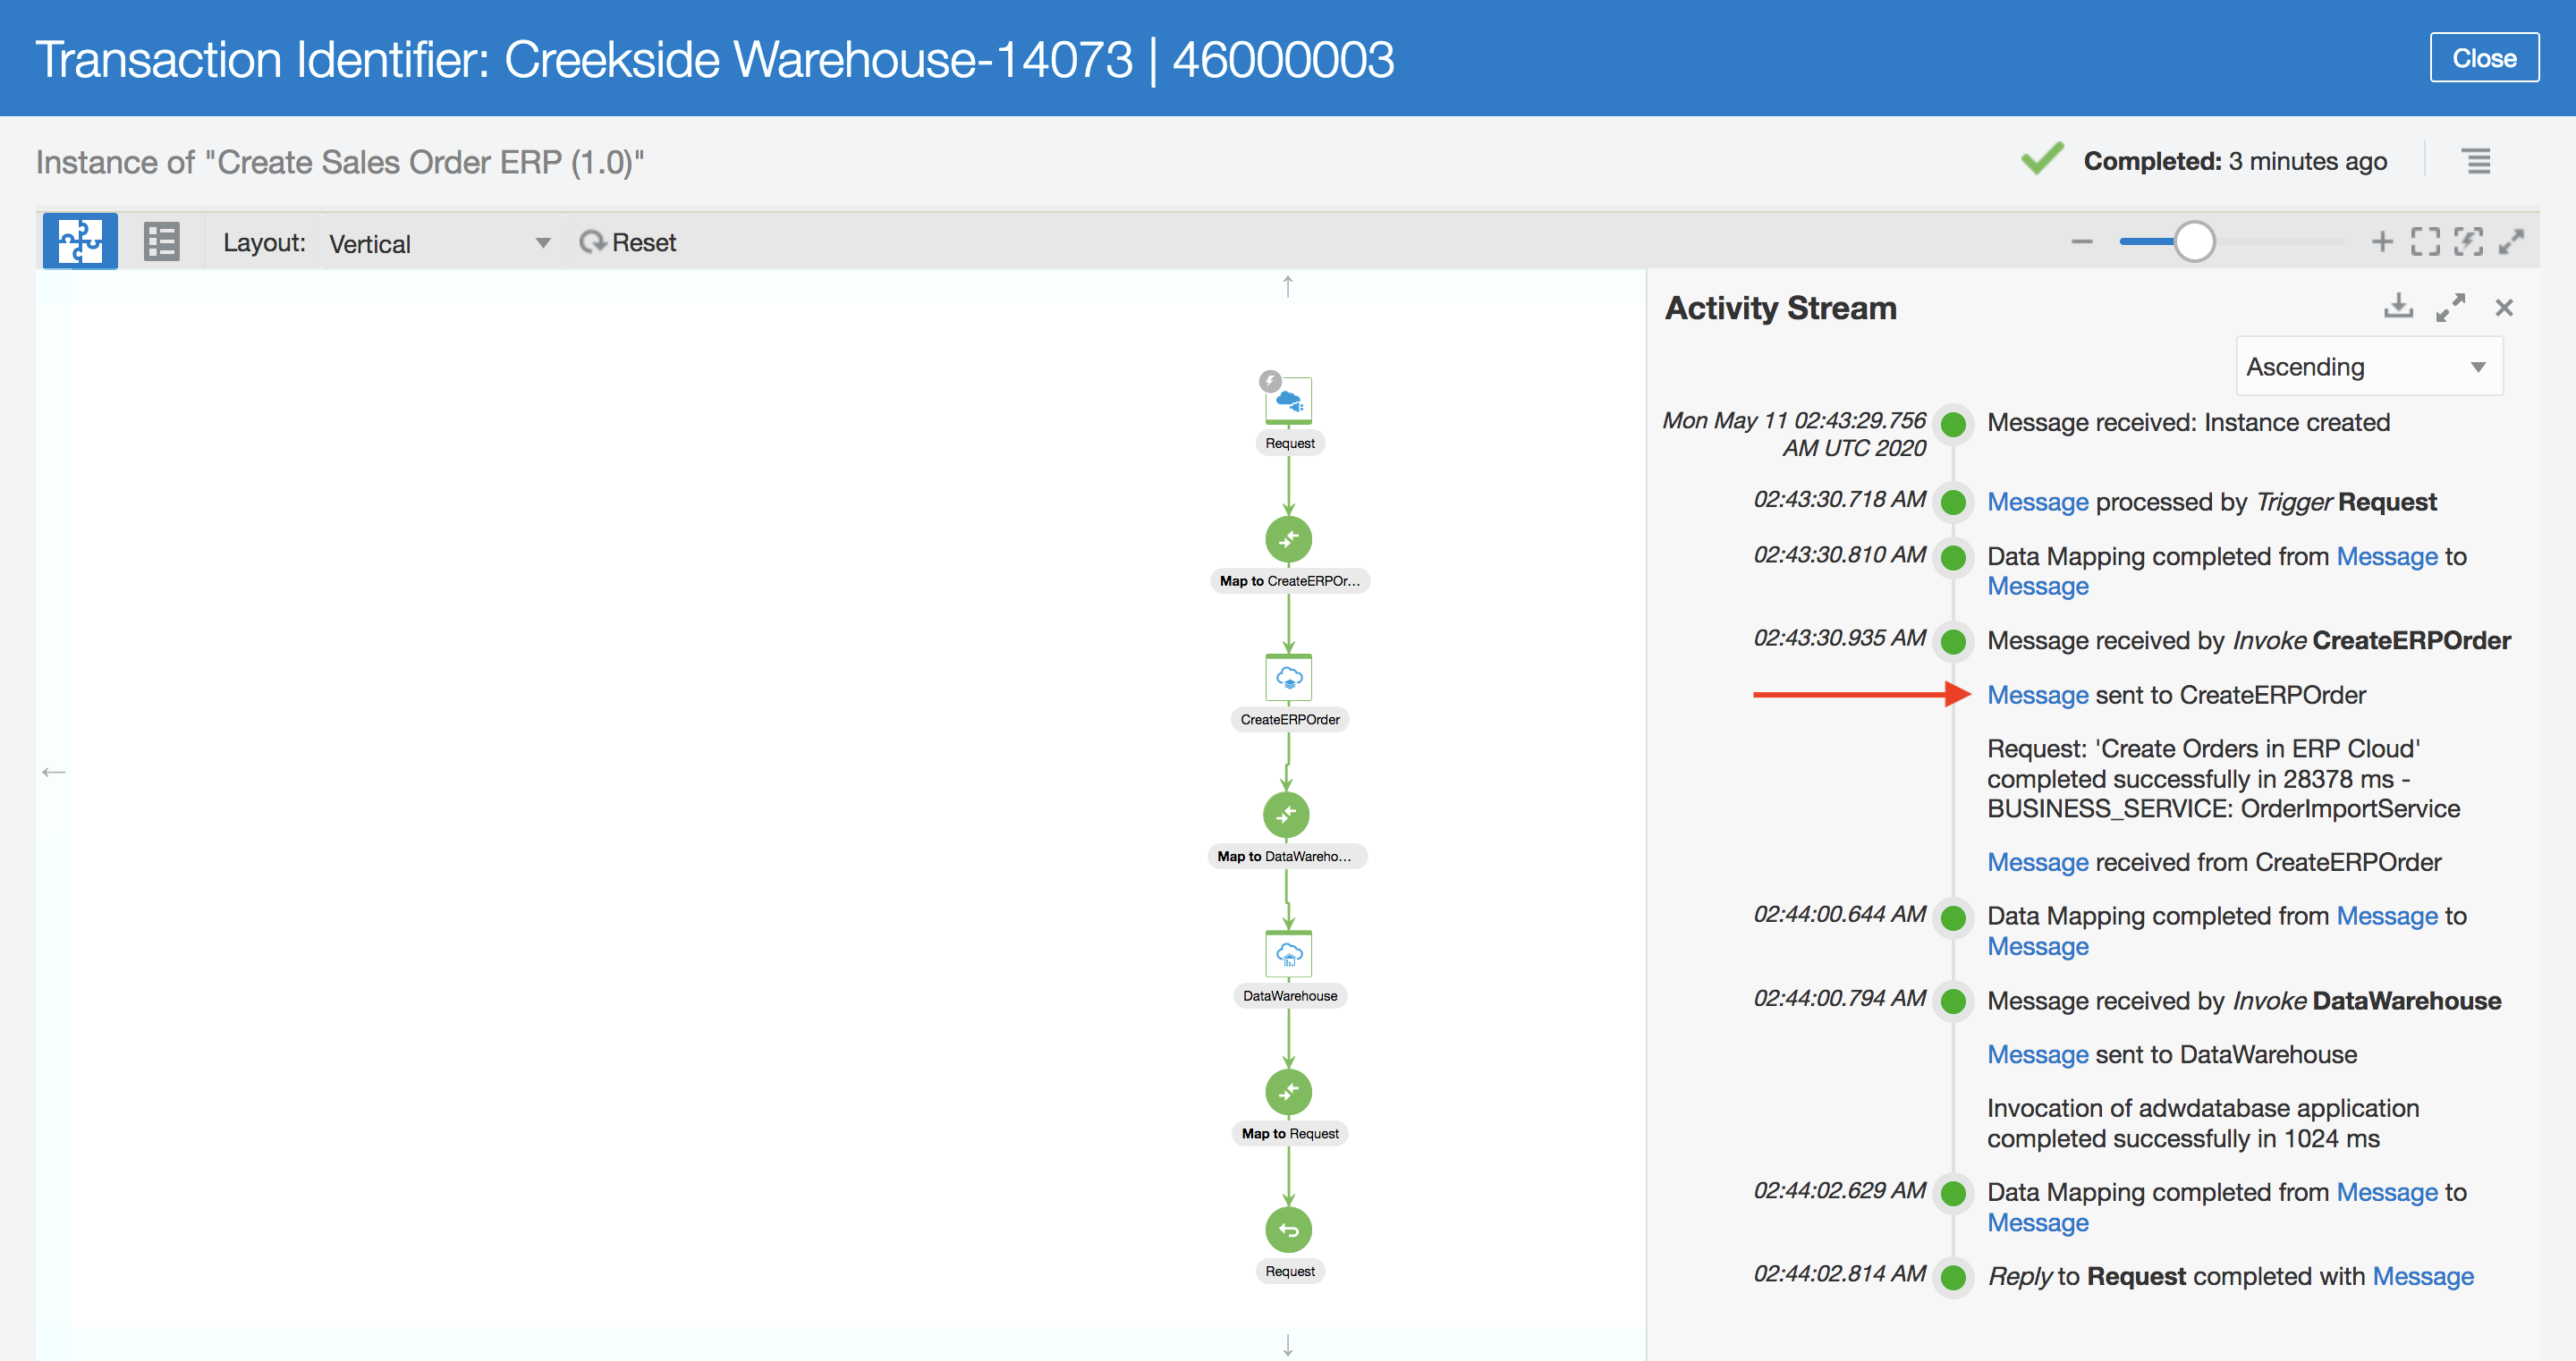 Transaction Identifier: Creekside Warehouse-14073 | 46000003
Close
Instance of "Create Sales Order ERP (1.0)"
Completed: 3 minutes ago
Layout: Vertical
Reset
Request
Map to CreateERPOr...
CreateERPOrder
Map to DataWareho...
DataWarehouse
Map to Request
Request
Activity Stream
Ascending
Mon May 11 02:43:29.756
AM UTC 2020
Message received: Instance created
02:43:30.718 AM
Message processed by Trigger Request
02:43:30.810 AM
Data Mapping completed from Message to
Message
02:43:30.935 AM
Message received by Invoke CreateERPOrder
Message sent to CreateERPOrder
Request: 'Create Orders in ERP Cloud'
completed successfully in 28378 ms -
BUSINESS_SERVICE: OrderImportService
Message received from CreateERPOrder
02:44:00.644 AM
Data Mapping completed from Message to
Message
02:44:00.794 AM
Message received by Invoke DataWarehouse
Message sent to DataWarehouse
Invocation of adwdatabase application
completed successfully in 1024 ms
02:44:02.629 AM
Data Mapping completed from Message to
Message
02:44:02.814 AM
Reply to Request completed with Message